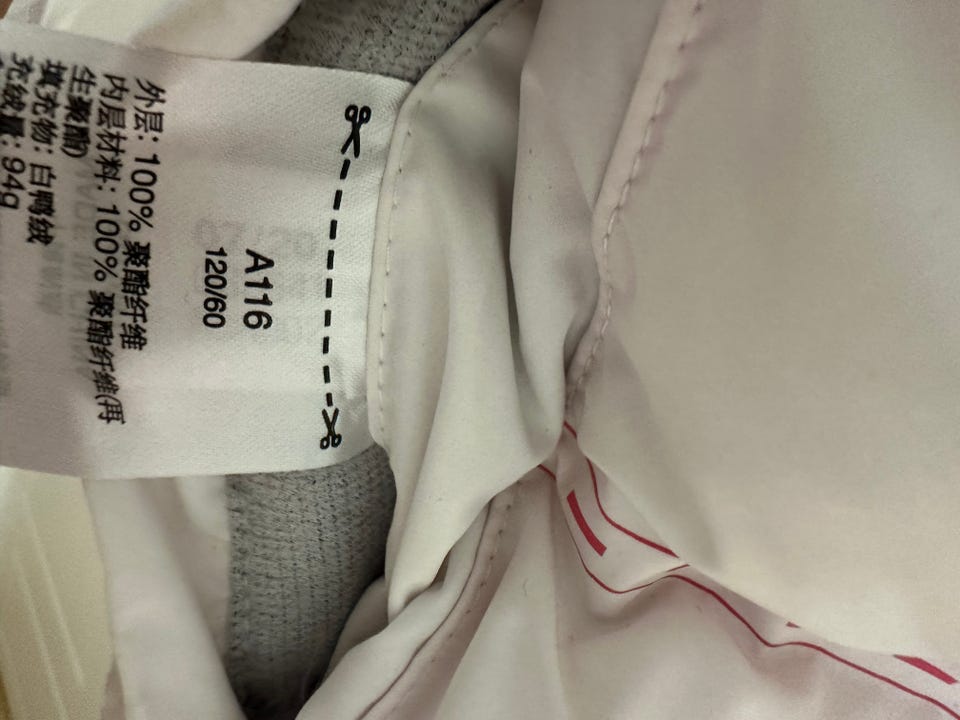 A116
120/60
外层: 100% 聚酯纤维
内层材料: 100% 聚酯纤维(再
生聚酯)
填充物: 白鸭绒
充绒量: 94g